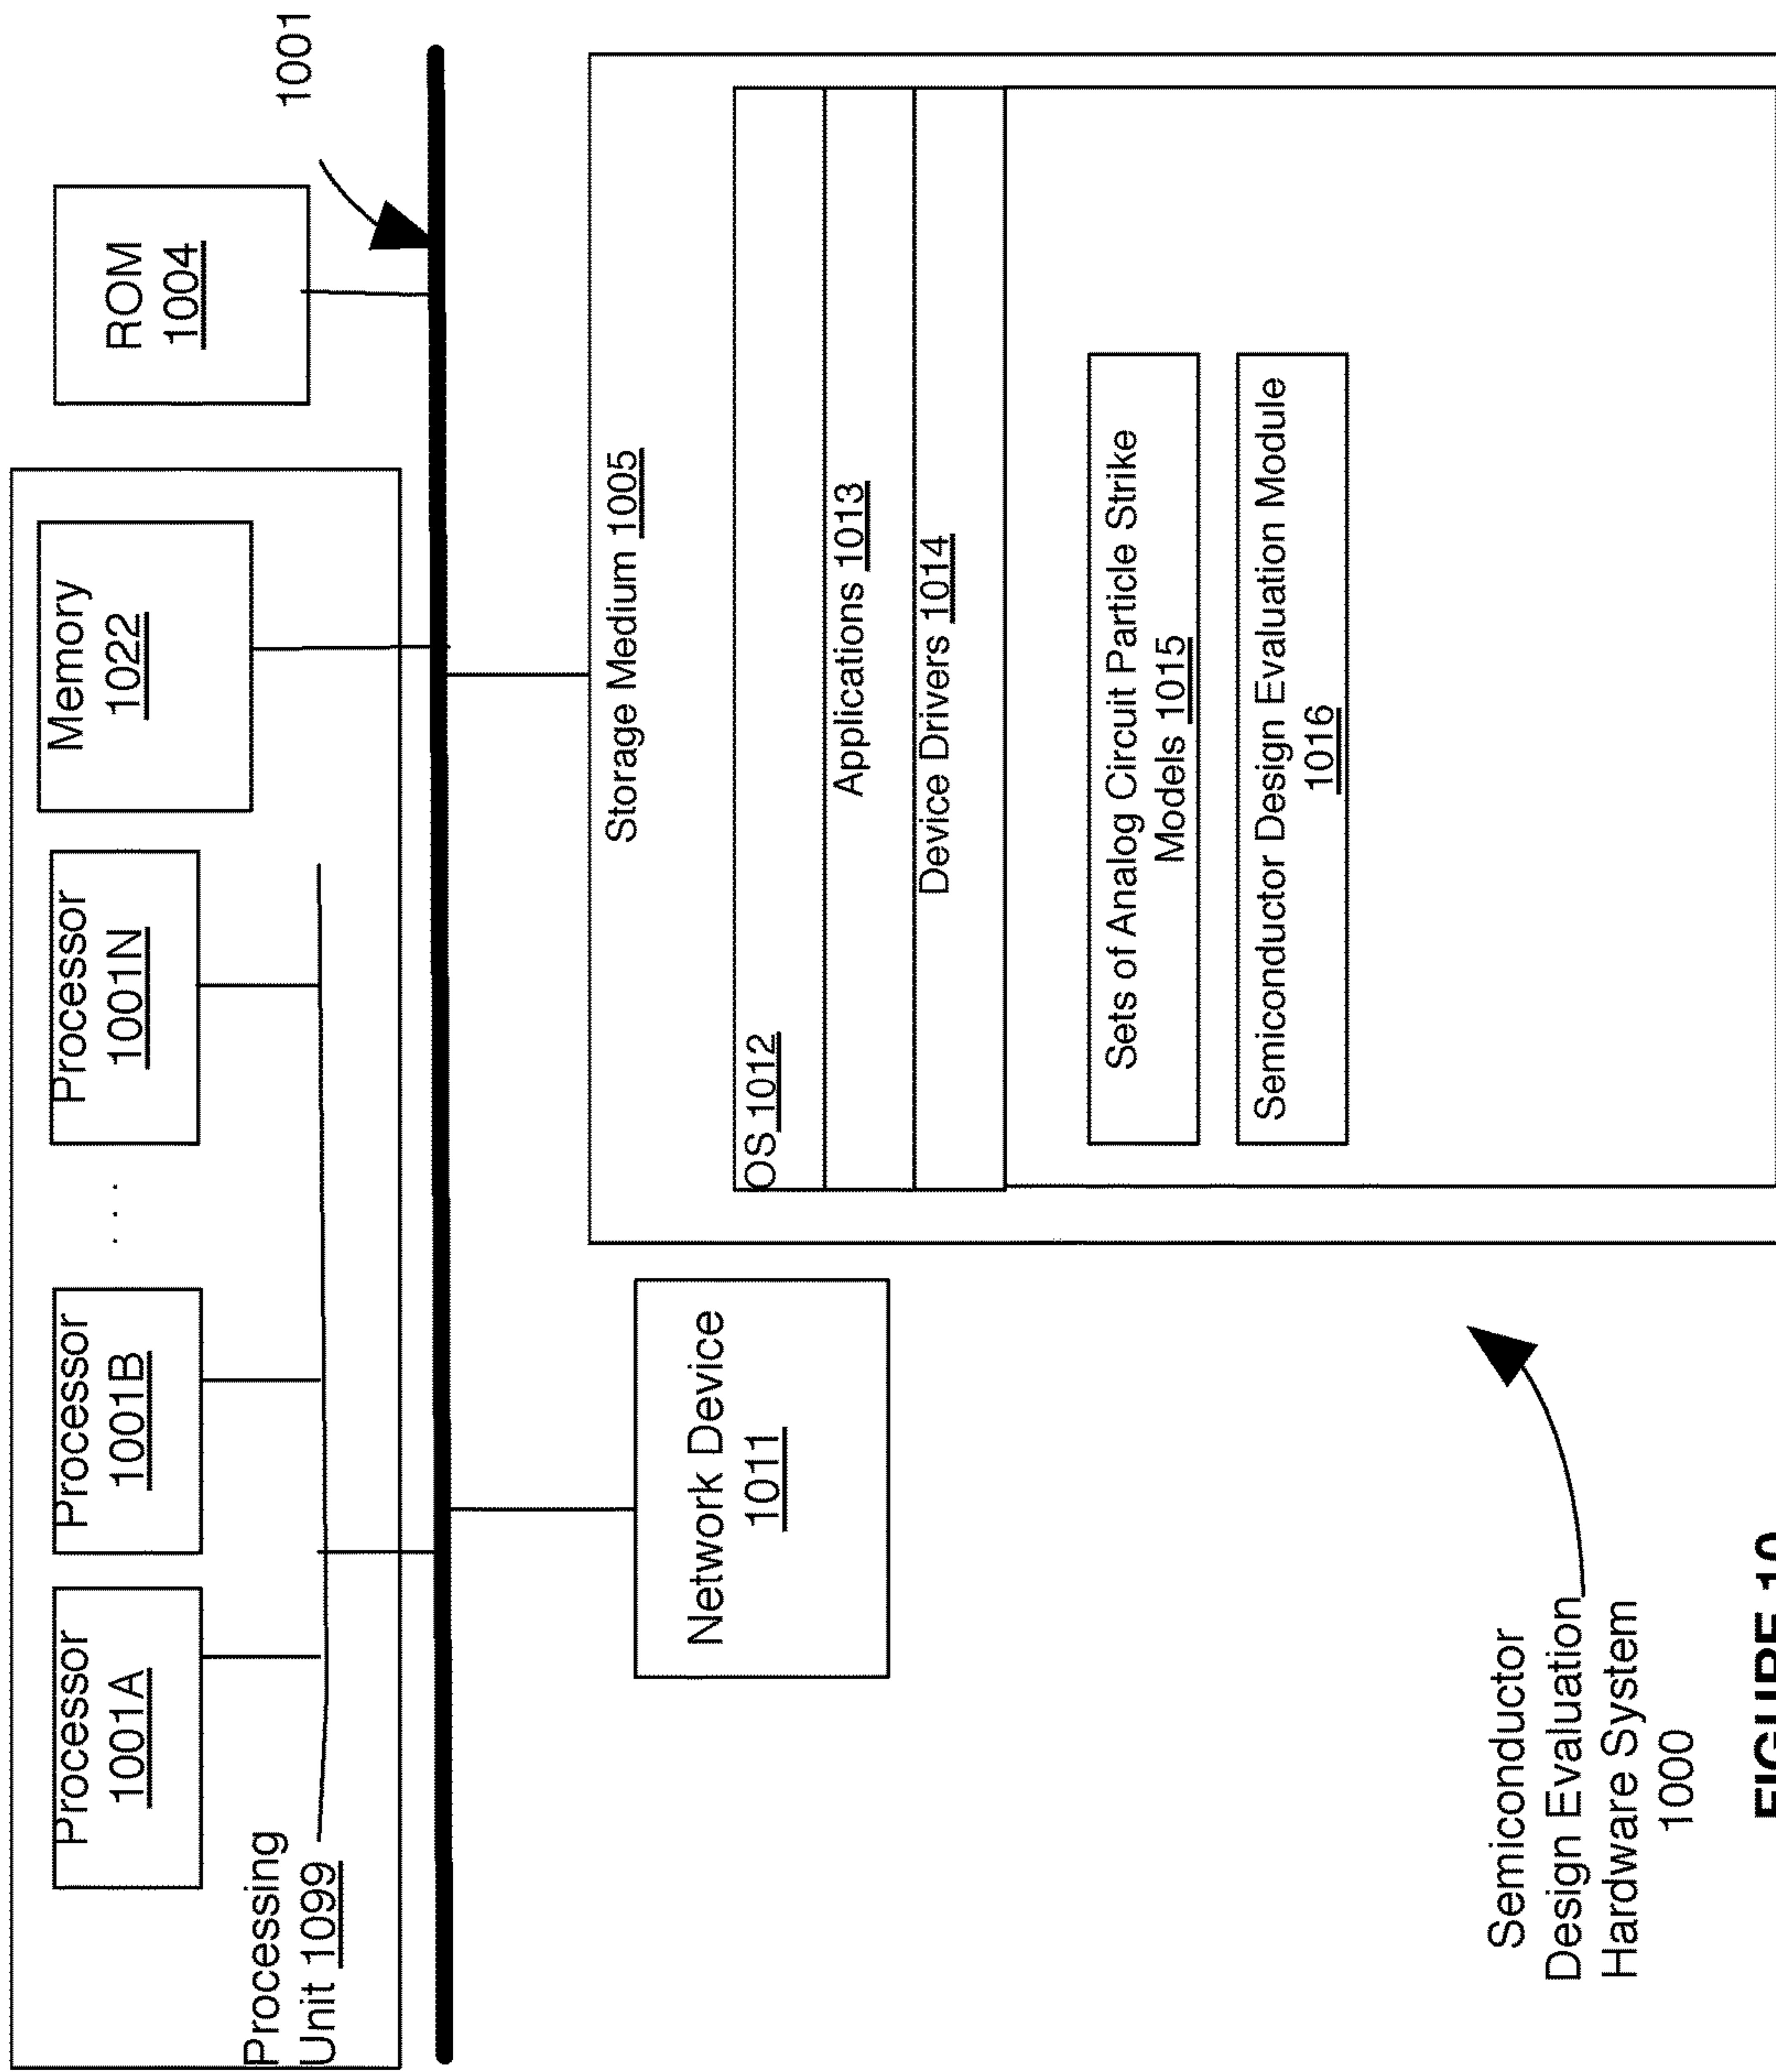 Processor
1001A
Processor
1001B
. . .
Processor
1001N
Memory
1022
Processing
Unit 1099
ROM
1004
1001
Network Device
1011
Storage Medium 1005
OS 1012
Applications 1013
Device Drivers 1014
Sets of Analog Circuit Particle Strike
Models 1015
Semiconductor Design Evaluation Module
1016
Semiconductor
Design Evaluation
Hardware System
1000
FIGURE 10